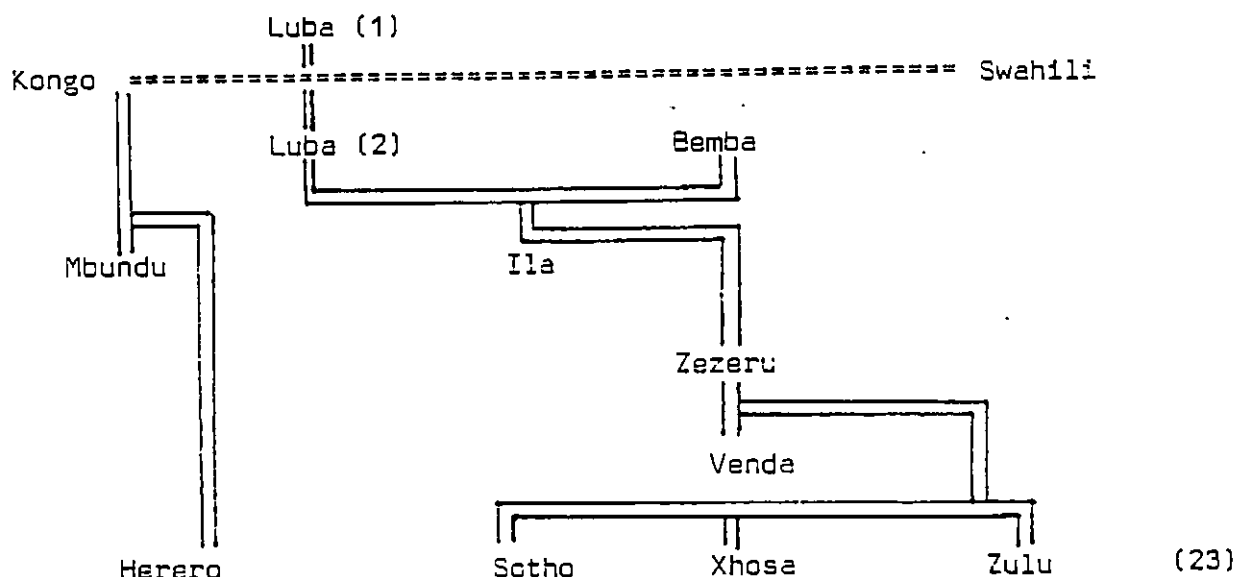 Luba (1)
Kongo Swahili
Luba (2) Bemba
Mbundu Ila
Zezeru
Venda
Herero Sotho Xhosa Zulu (23)